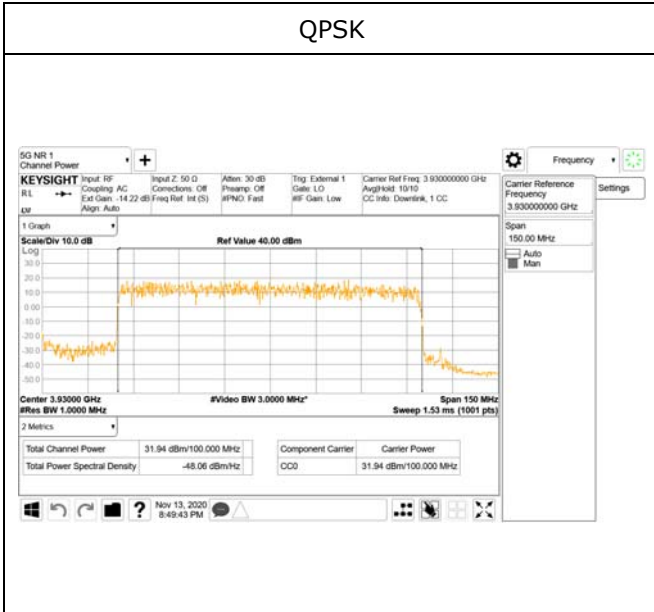 QPSK
5G NR 1
Channel Power
+
Frequency
KEYSIGHT
RL
Input: RF
Coupling: AC
Ext Gain: -14.22 dB
Align: Auto
Input Z: 50 Ω
Corrections: Off
Freq Ref: Int (S)
Atten: 30 dB
Preamp: Off
#PNO: Fast
Trig: External 1
Gate: LO
#IF Gain: Low
Carrier Ref Freq: 3.930000000 GHz
Avg|Hold: 10/10
CC Info: Downlink, 1 CC
Carrier Reference
Frequency
3.930000000 GHz
Settings
Span
150.00 MHz
Auto
Man
1 Graph
Scale/Div 10.0 dB
Ref Value 40.00 dBm
Log
30.0
20.0
10.0
0.00
-10.0
-20.0
-30.0
-40.0
-50.0
Center 3.93000 GHz
#Video BW 3.0000 MHz*
Span 150 MHz
#Res BW 1.0000 MHz
Sweep 1.53 ms (1001 pts)
2 Metrics
Total Channel Power 31.94 dBm/100.000 MHz
Total Power Spectral Density -48.06 dBm/Hz
Component Carrier Carrier Power
CC0 31.94 dBm/100.000 MHz
?
Nov 13, 2020
8:49:43 PM